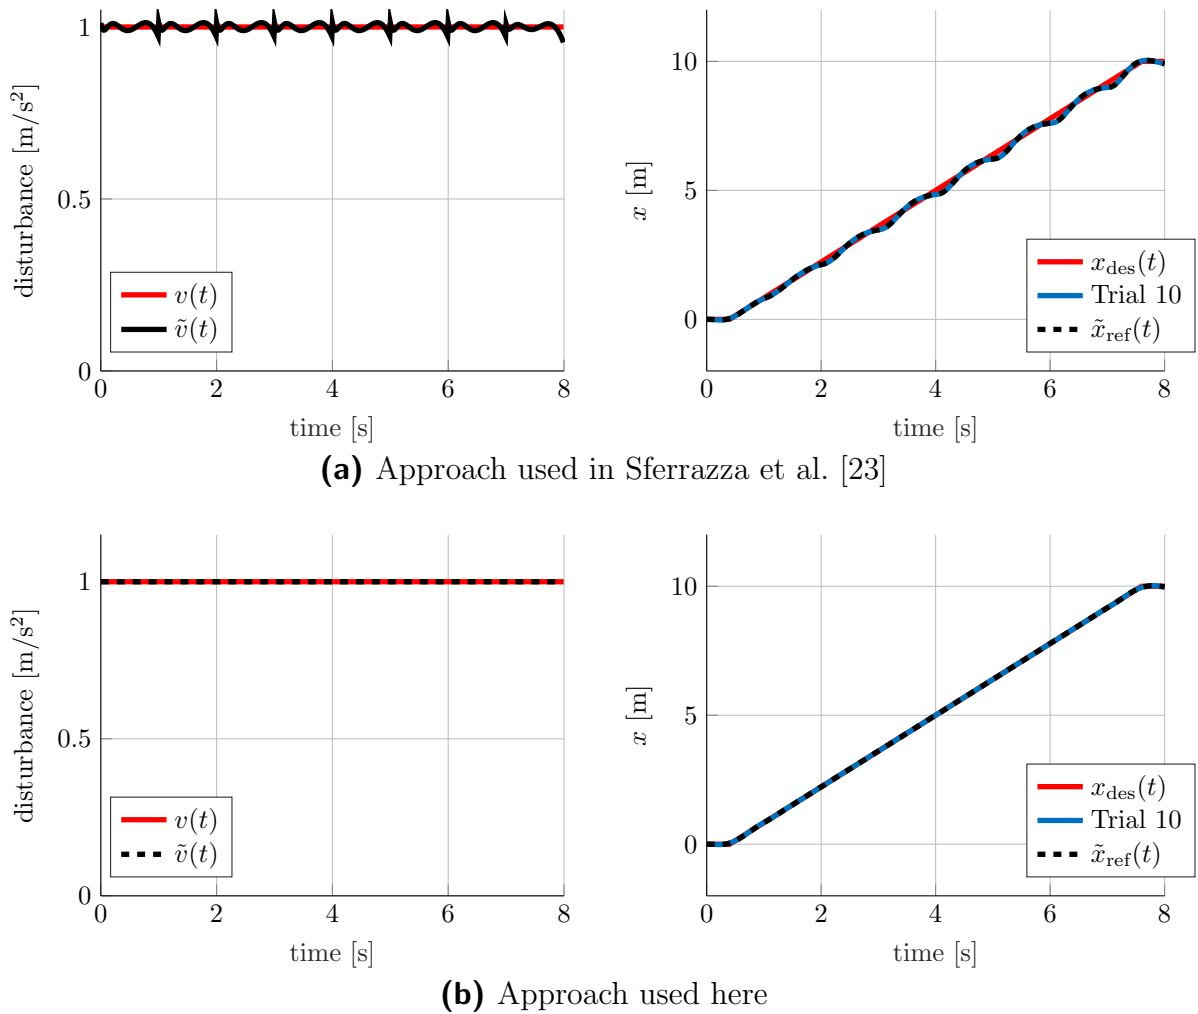 disturbance [m/s²]
1
0.5
0
v(t)
ṽ(t)
0 2 4 6 8
time [s]
x [m]
10
5
0
x_des(t)
Trial 10
x̃_ref(t)
0 2 4 6 8
time [s]
(a) Approach used in Sferrazza et al. [23]
disturbance [m/s²]
1
0.5
0
v(t)
ṽ(t)
0 2 4 6 8
time [s]
x [m]
10
5
0
x_des(t)
Trial 10
x̃_ref(t)
0 2 4 6 8
time [s]
(b) Approach used here